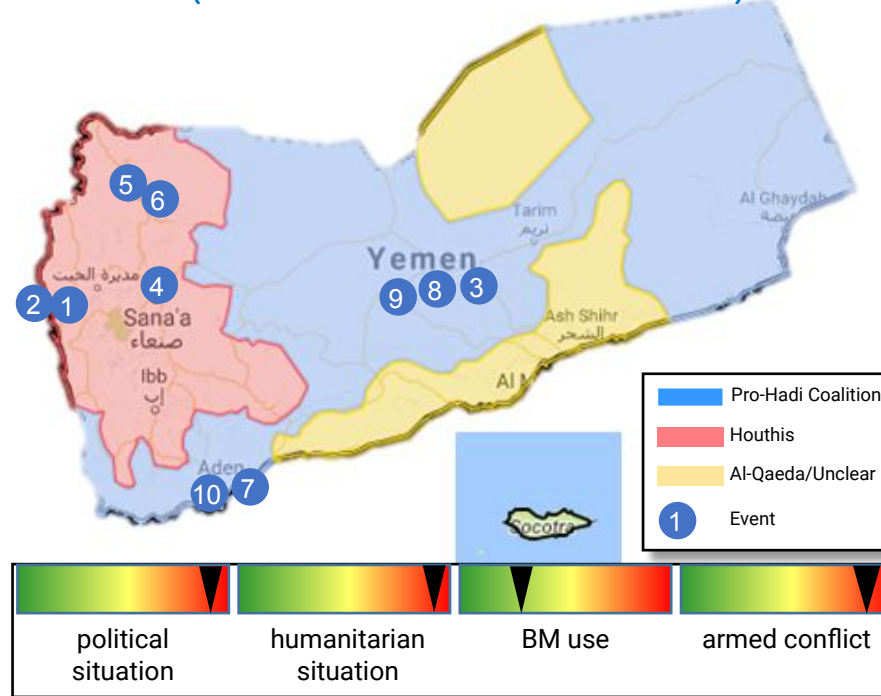 5
6
Tarim
تريم
Al Ghaydah
Yemen
مديرية الخبت
4
9
8
3
2
1
Sana'a
صنعاء
Ash Shihr
الشحر
Ibb
إب
Al
Aden
10
7
Socotra
Pro-Hadi Coalition
Houthis
Al-Qaeda/Unclear
1
Event
political
situation
humanitarian
situation
BM use
armed conflict